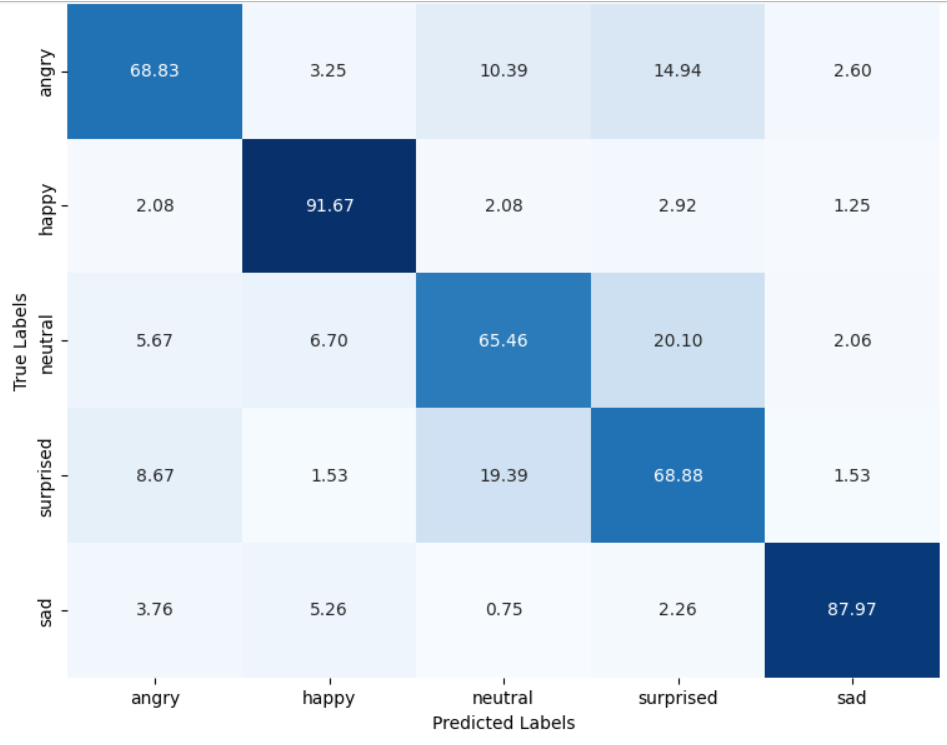 True Labels
angry 68.83 3.25 10.39 14.94 2.60
happy 2.08 91.67 2.08 2.92 1.25
neutral 5.67 6.70 65.46 20.10 2.06
surprised 8.67 1.53 19.39 68.88 1.53
sad 3.76 5.26 0.75 2.26 87.97
angry happy neutral surprised sad
Predicted Labels